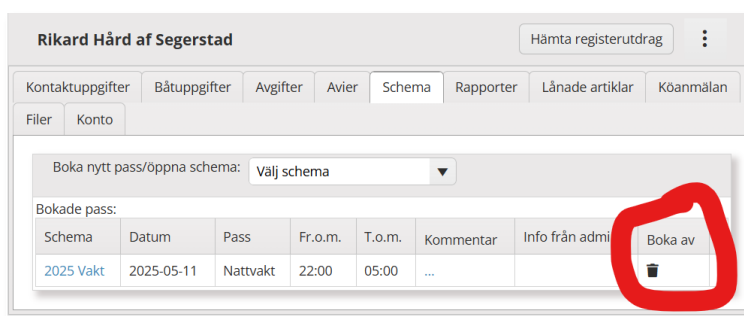 Rikard Hård af Segerstad
Hämta registerutdrag
Kontaktuppgifter Båtuppgifter Avgifter Avier Schema Rapporter Lånade artiklar Köanmälan
Filer Konto
Boka nytt pass/öppna schema: Välj schema
Bokade pass:
Schema Datum Pass Fr.o.m. T.o.m. Kommentar Info från admi Boka av
2025 Vakt 2025-05-11 Nattvakt 22:00 05:00 ...